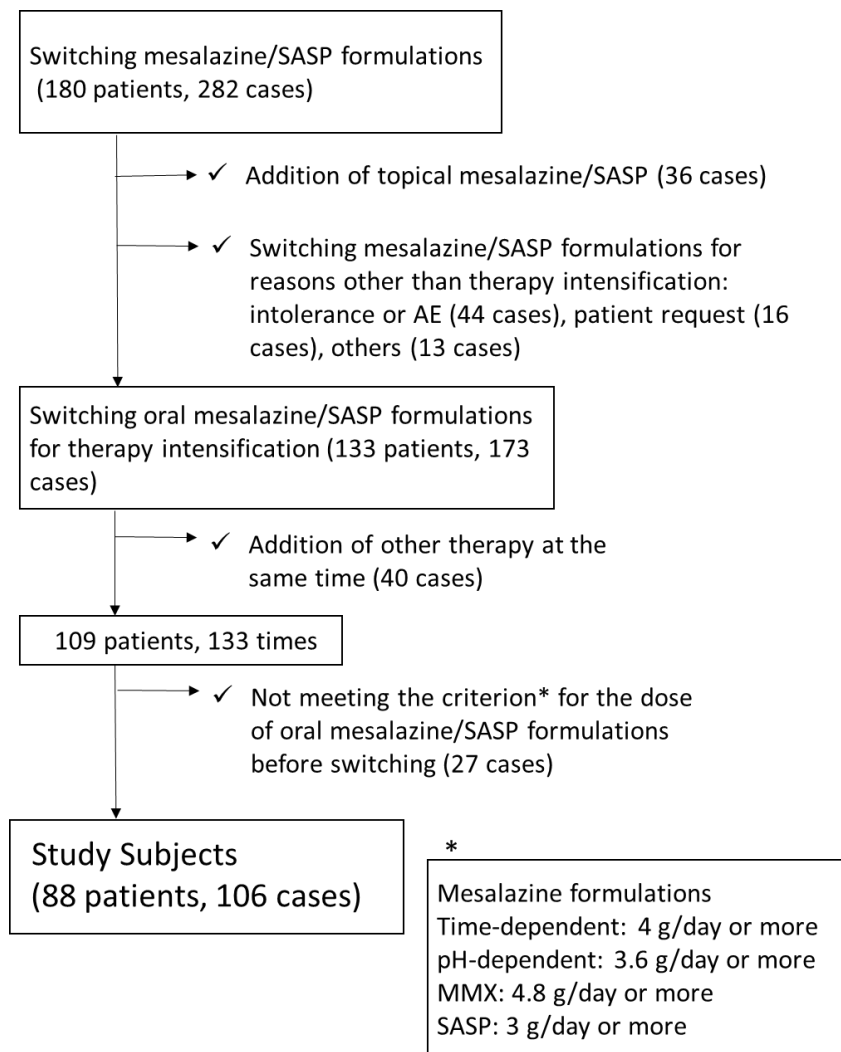 Switching mesalazine/SASP formulations
(180 patients, 282 cases)
✓ Addition of topical mesalazine/SASP (36 cases)
✓ Switching mesalazine/SASP formulations for
reasons other than therapy intensification:
intolerance or AE (44 cases), patient request (16
cases), others (13 cases)
Switching oral mesalazine/SASP formulations
for therapy intensification (133 patients, 173
cases)
✓ Addition of other therapy at the
same time (40 cases)
109 patients, 133 times
✓ Not meeting the criterion* for the dose
of oral mesalazine/SASP formulations
before switching (27 cases)
Study Subjects
(88 patients, 106 cases)
*
Mesalazine formulations
Time-dependent: 4 g/day or more
pH-dependent: 3.6 g/day or more
MMX: 4.8 g/day or more
SASP: 3 g/day or more